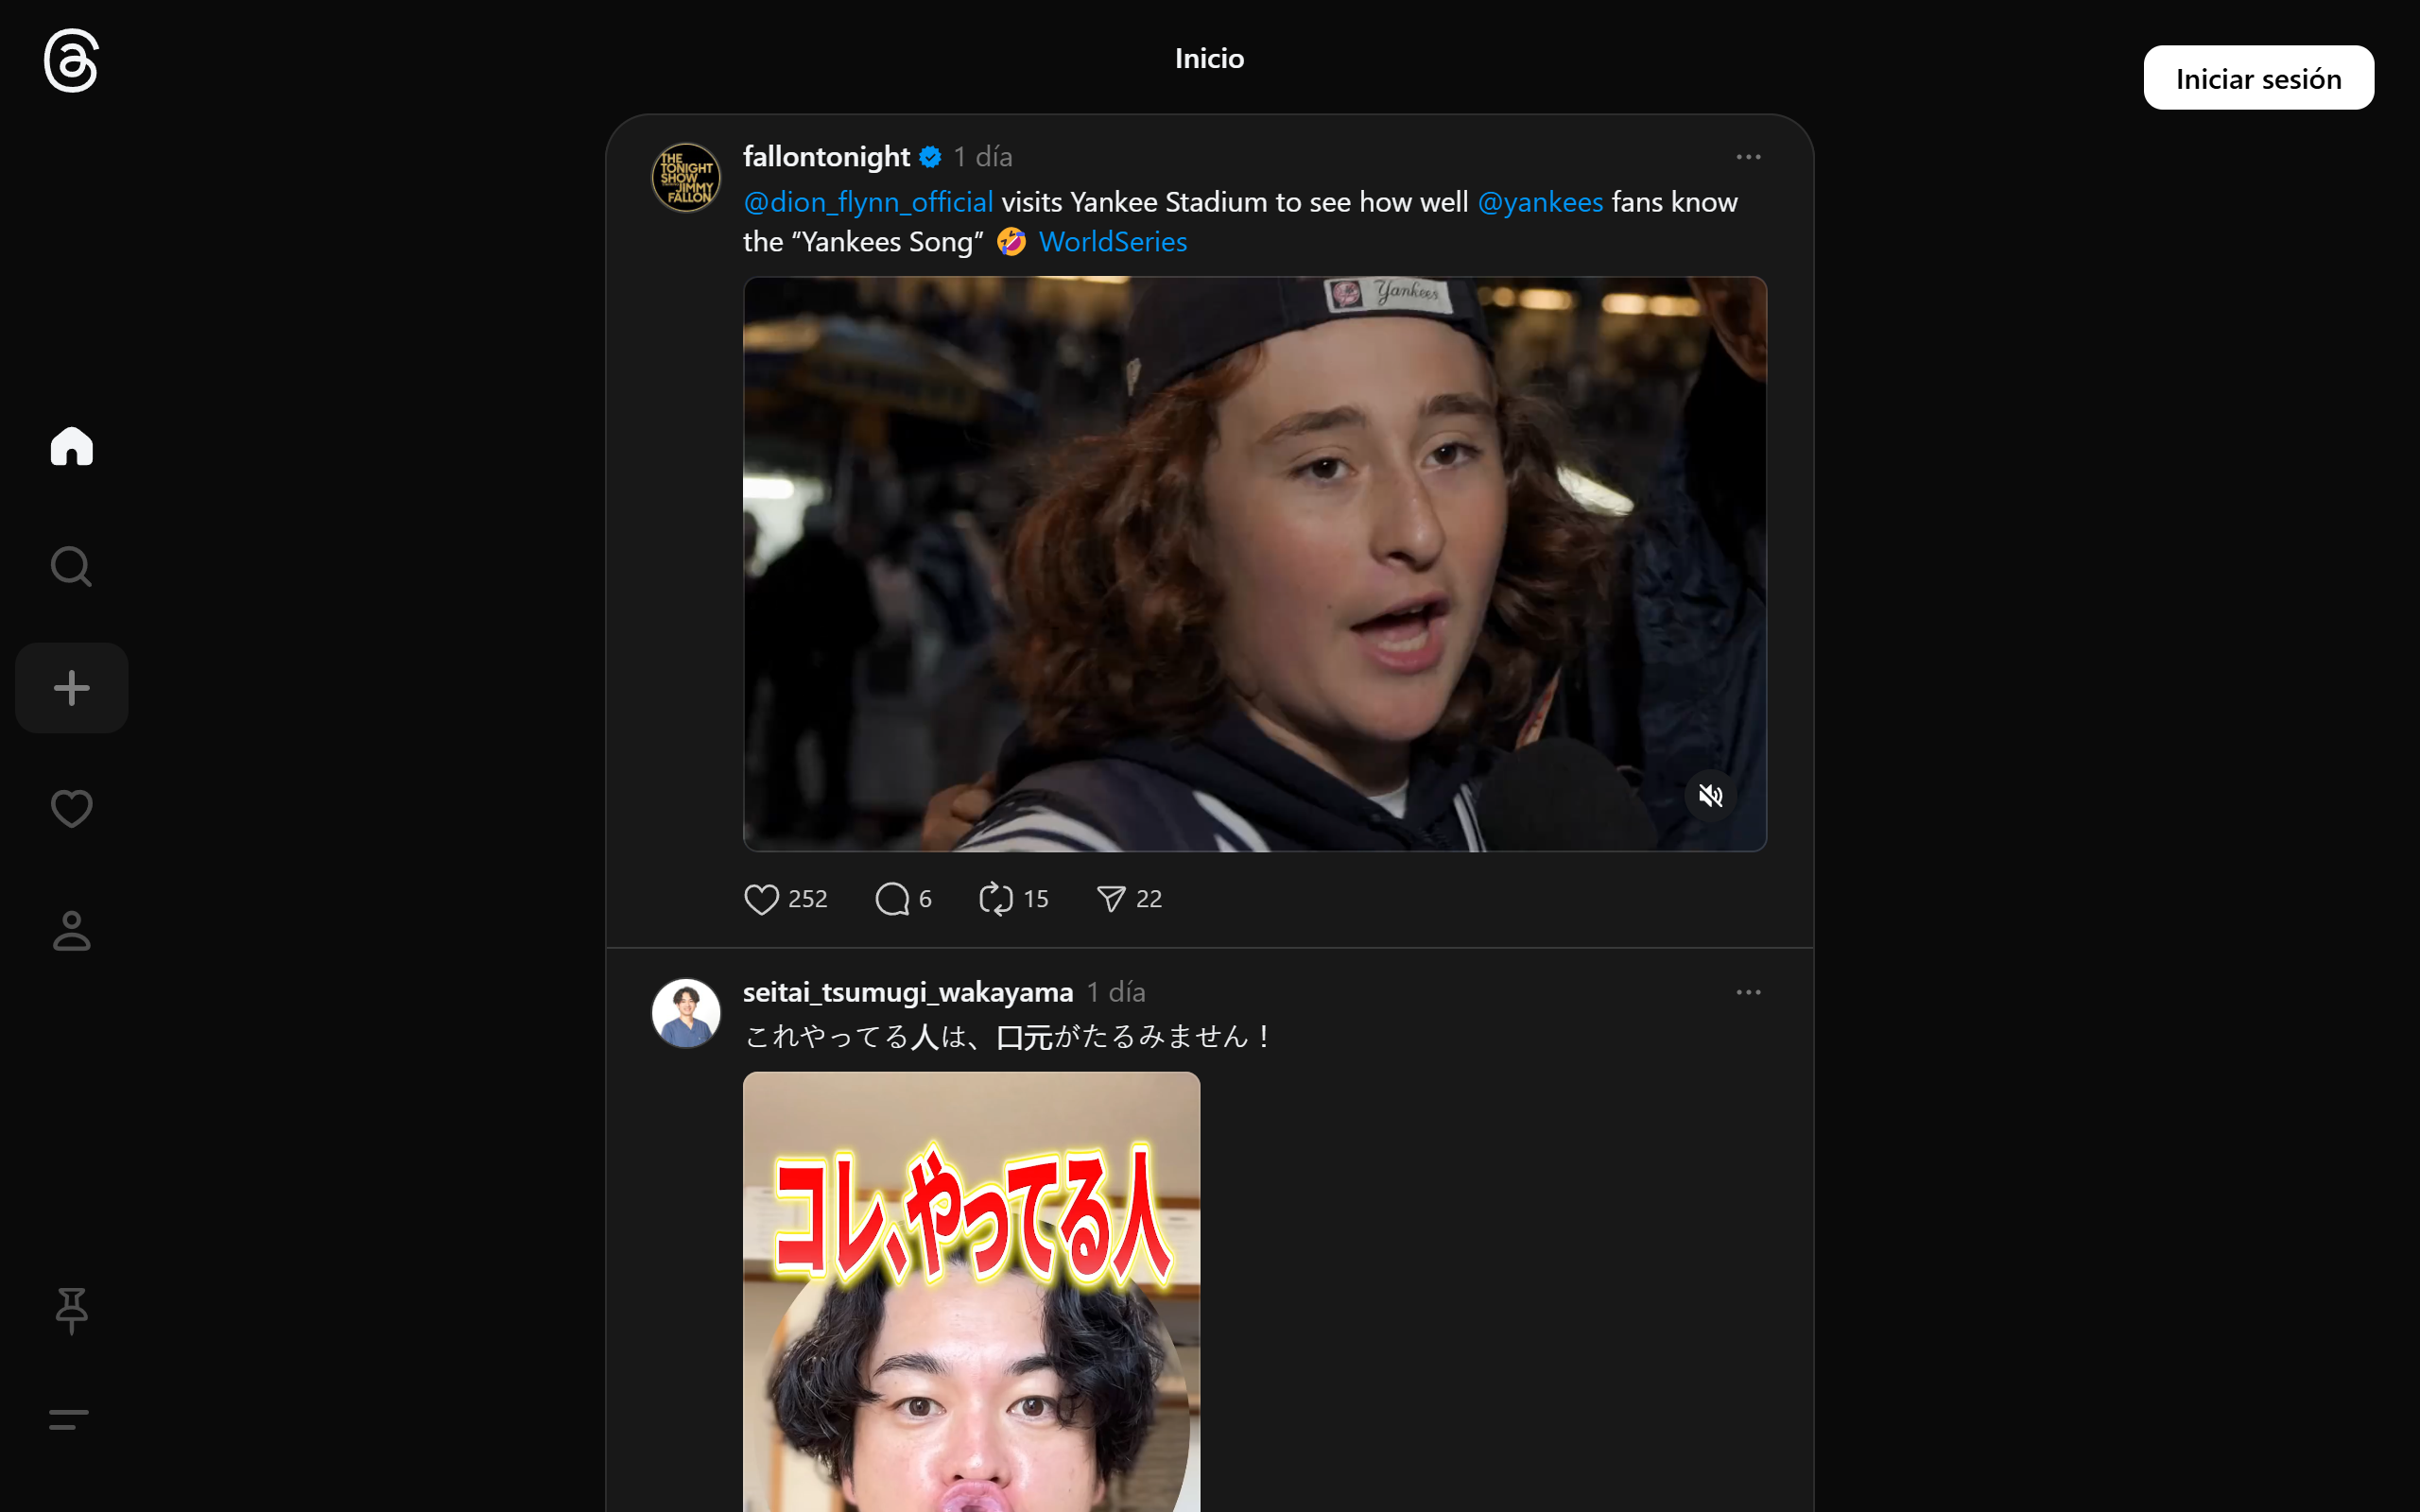 Inicio
Iniciar sesión
THE
TONIGHT
SHOW
JIMMY
FALLON
fallontonight 1 día
@dion_flynn_official visits Yankee Stadium to see how well @yankees fans know
the “Yankees Song” 🤣 WorldSeries
Yankees
252 6 15 22
seitai_tsumugi_wakayama 1 día
これやってる人は、口元がたるみません！
コレ、やってる人